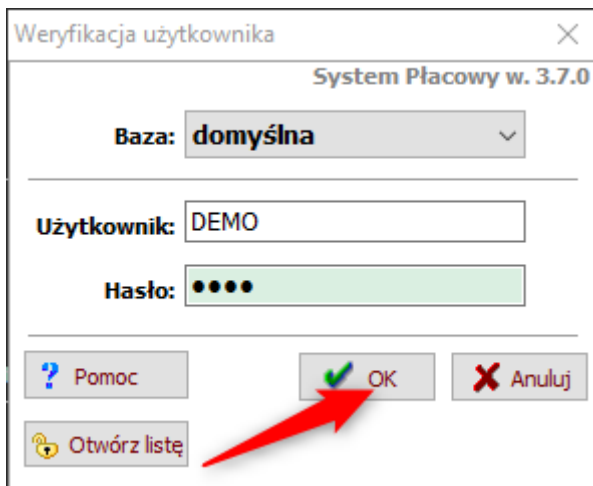 Weryfikacja użytkownika
System Płacowy w. 3.7.0
Baza: domyślna
Użytkownik: DEMO
Hasło: ••••
? Pomoc
OK
Anuluj
Otwórz listę